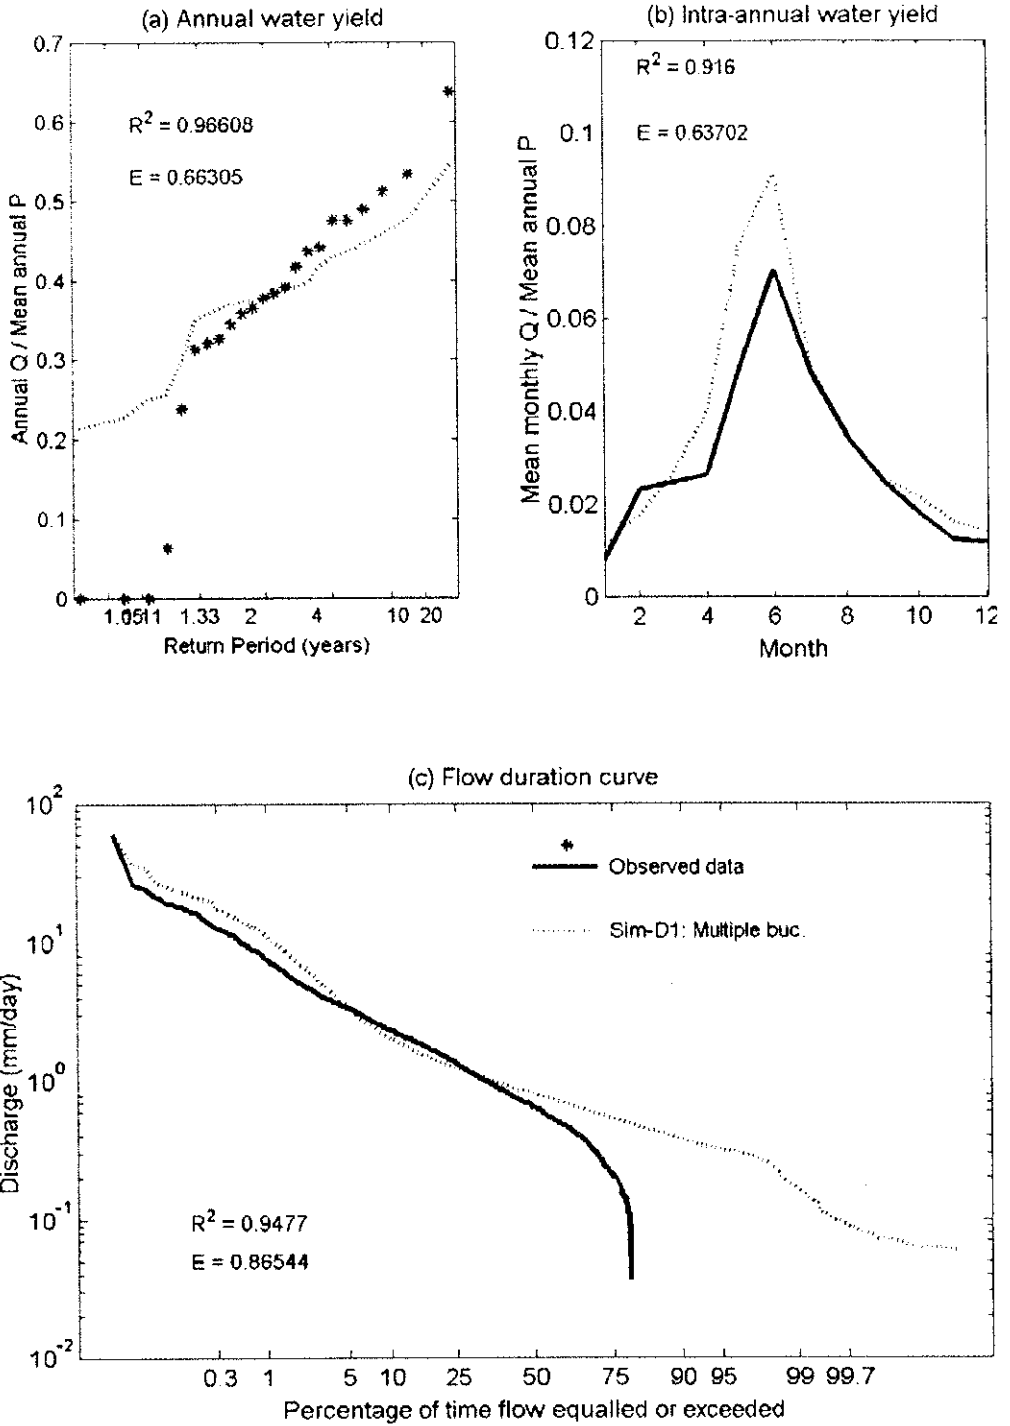 (a) Annual water yield
0.7
0.6
0.5
0.4
0.3
0.2
0.1
0
R² = 0.96608
E = 0.66305
Annual Q / Mean annual P
1.33 2 4 10 20
Return Period (years)
(b) Intra-annual water yield
0.12
0.1
0.08
0.06
0.04
0.02
0
R² = 0.916
E = 0.63702
Mean monthly Q / Mean annual P
2 4 6 8 10 12
Month
(c) Flow duration curve
10²
10¹
10⁰
10⁻¹
10⁻²
Discharge (mm/day)
Observed data
Sim-D1: Multiple buc.
R² = 0.9477
E = 0.86544
0.3 1 5 10 25 50 75 90 95 99 99.7
Percentage of time flow equalled or exceeded